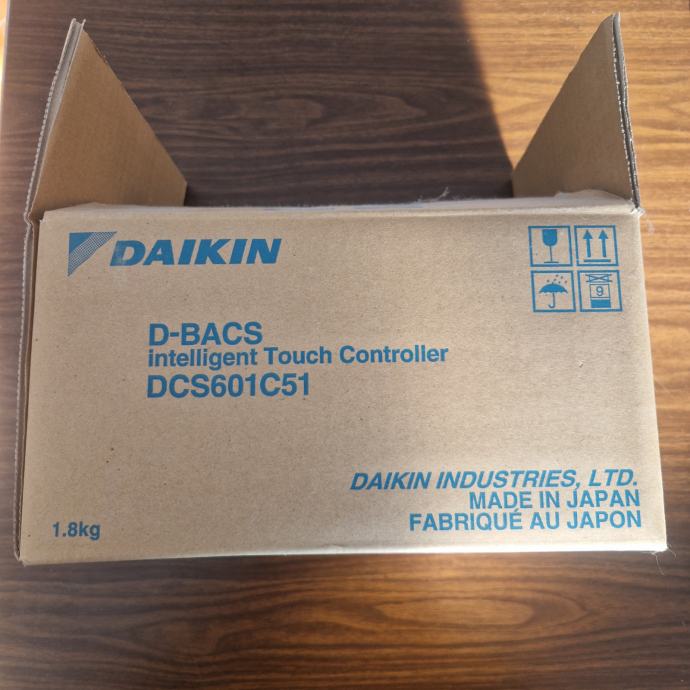 DAIKIN
D-BACS
intelligent Touch Controller
DCS601C51
9
DAIKIN INDUSTRIES, LTD.
MADE IN JAPAN
FABRIQUÉ AU JAPON
1.8kg